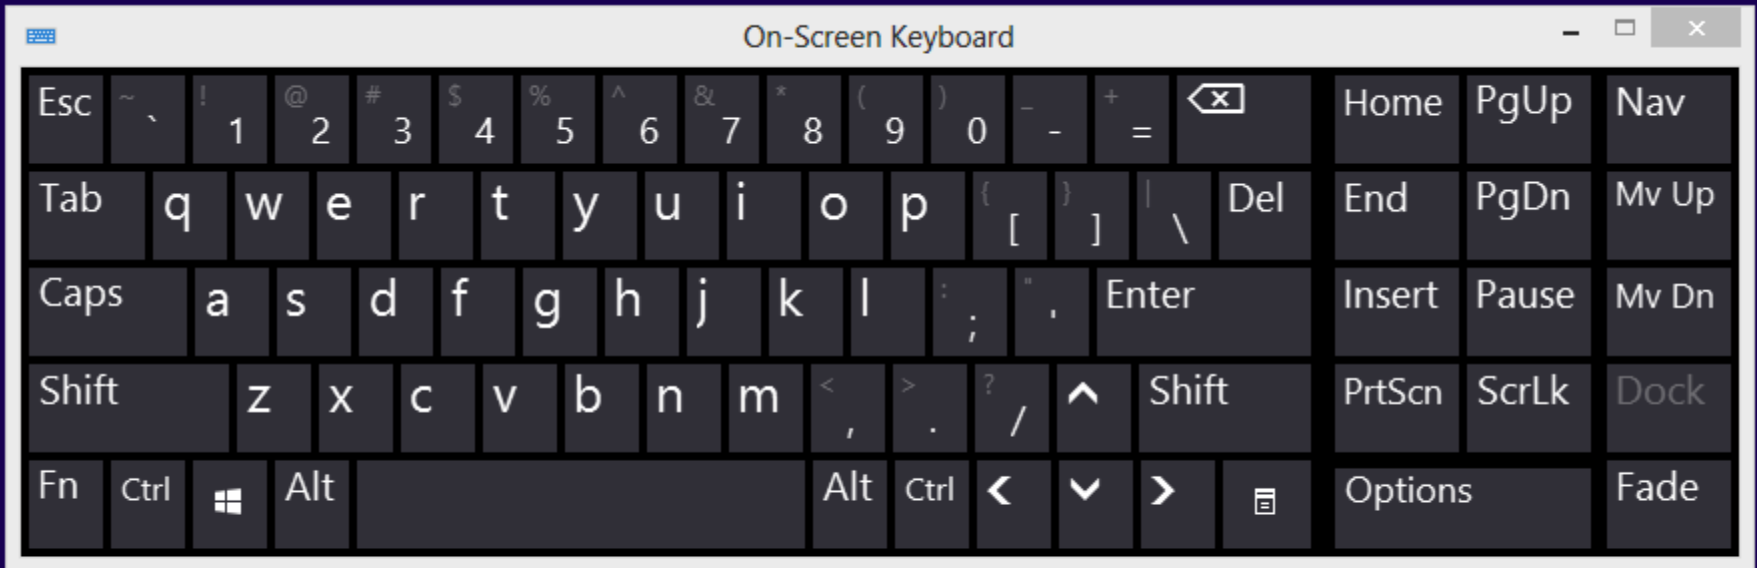 On-Screen Keyboard
Esc ~ ` ! 1 @ 2 # 3 $ 4 % 5 ^ 6 & 7 * 8 ( 9 ) 0 _ - + = Home PgUp Nav
Tab q w e r t y u i o p { [ } ] | \ Del End PgDn Mv Up
Caps a s d f g h j k l : ; " ' Enter Insert Pause Mv Dn
Shift z x c v b n m < , > . ? / Shift PrtScn ScrLk Dock
Fn Ctrl Alt Alt Ctrl Options Fade